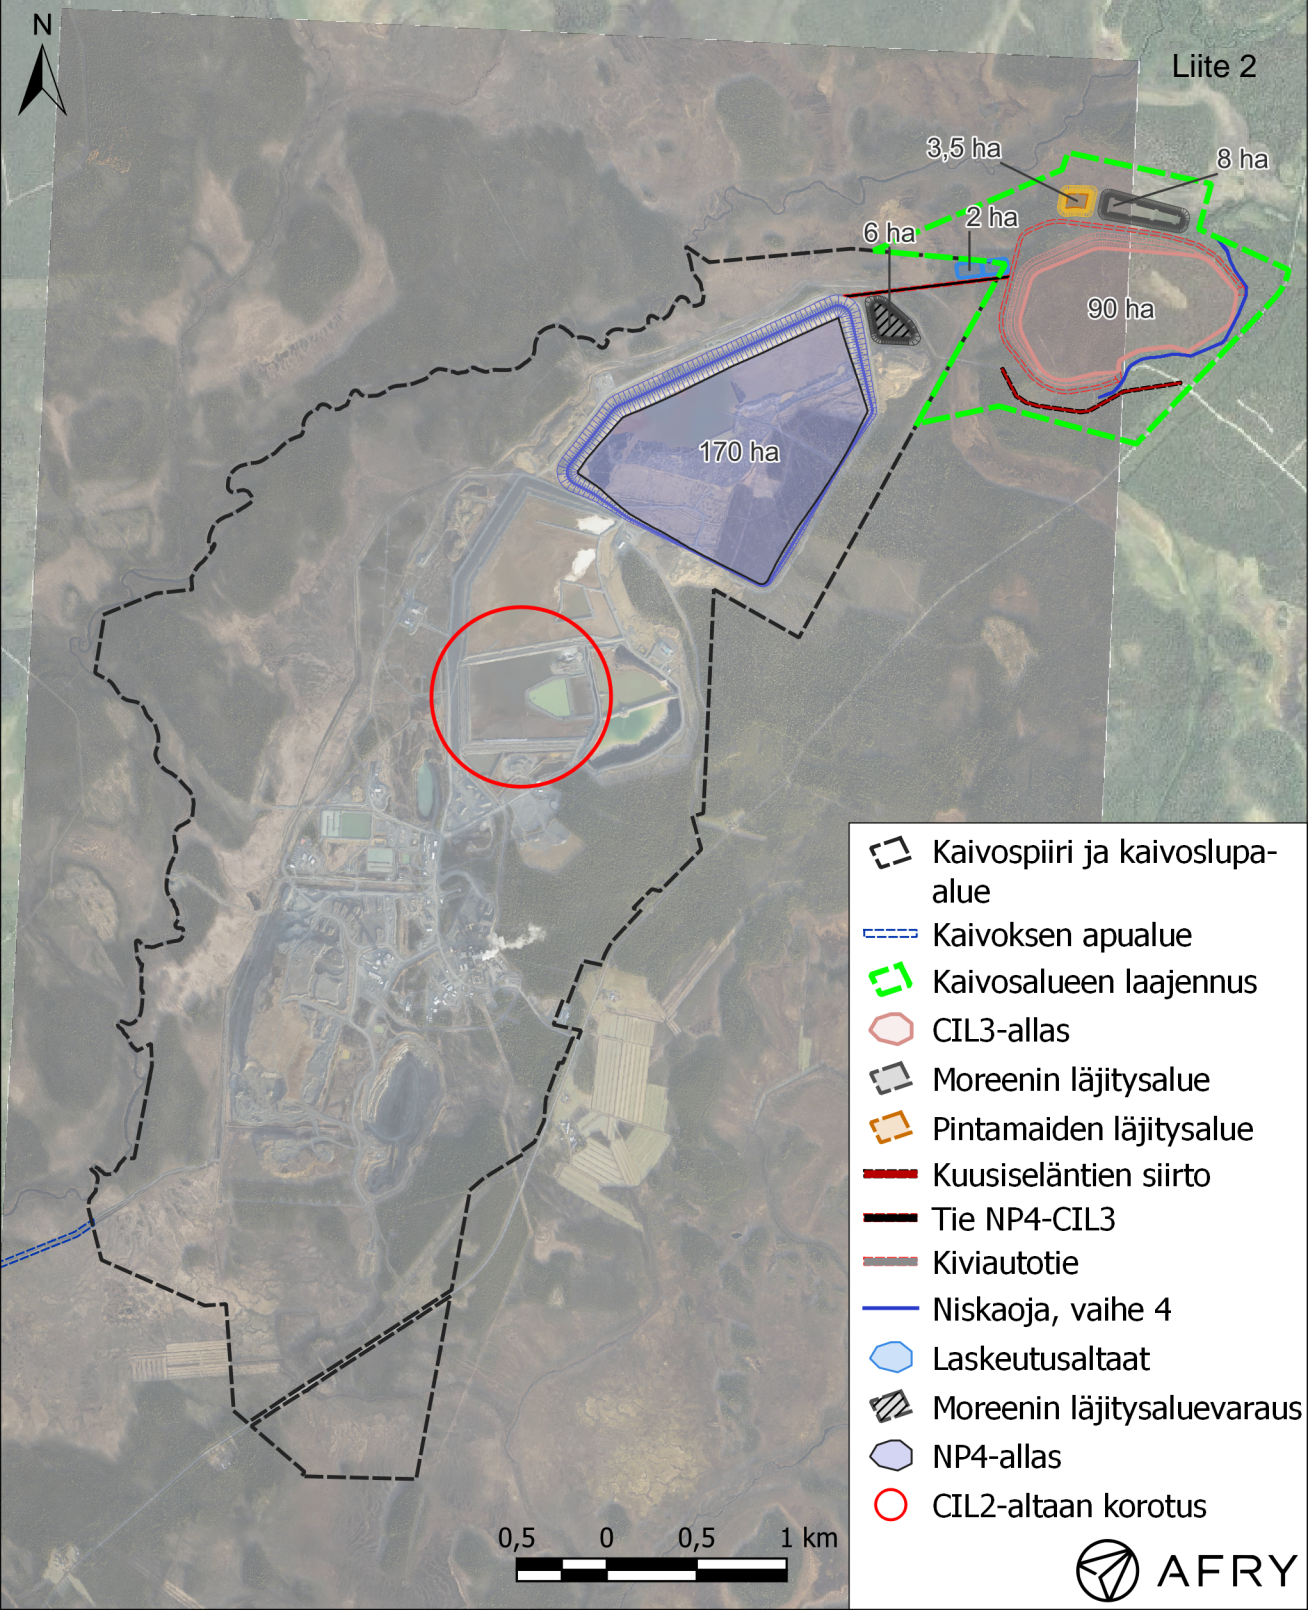 N
Liite 2
3,5 ha
8 ha
2 ha
6 ha
90 ha
170 ha
Kaivospiiri ja kaivoslupa-
alue
Kaivoksen apualue
Kaivosalueen laajennus
CIL3-allas
Moreenin läjitysalue
Pintamaiden läjitysalue
Kuusiseläntien siirto
Tie NP4-CIL3
Kiviautotie
Niskaoja, vaihe 4
Laskeutusaltaat
Moreenin läjitysaluevaraus
NP4-allas
CIL2-altaan korotus
0,5 0 0,5 1 km
AFRY